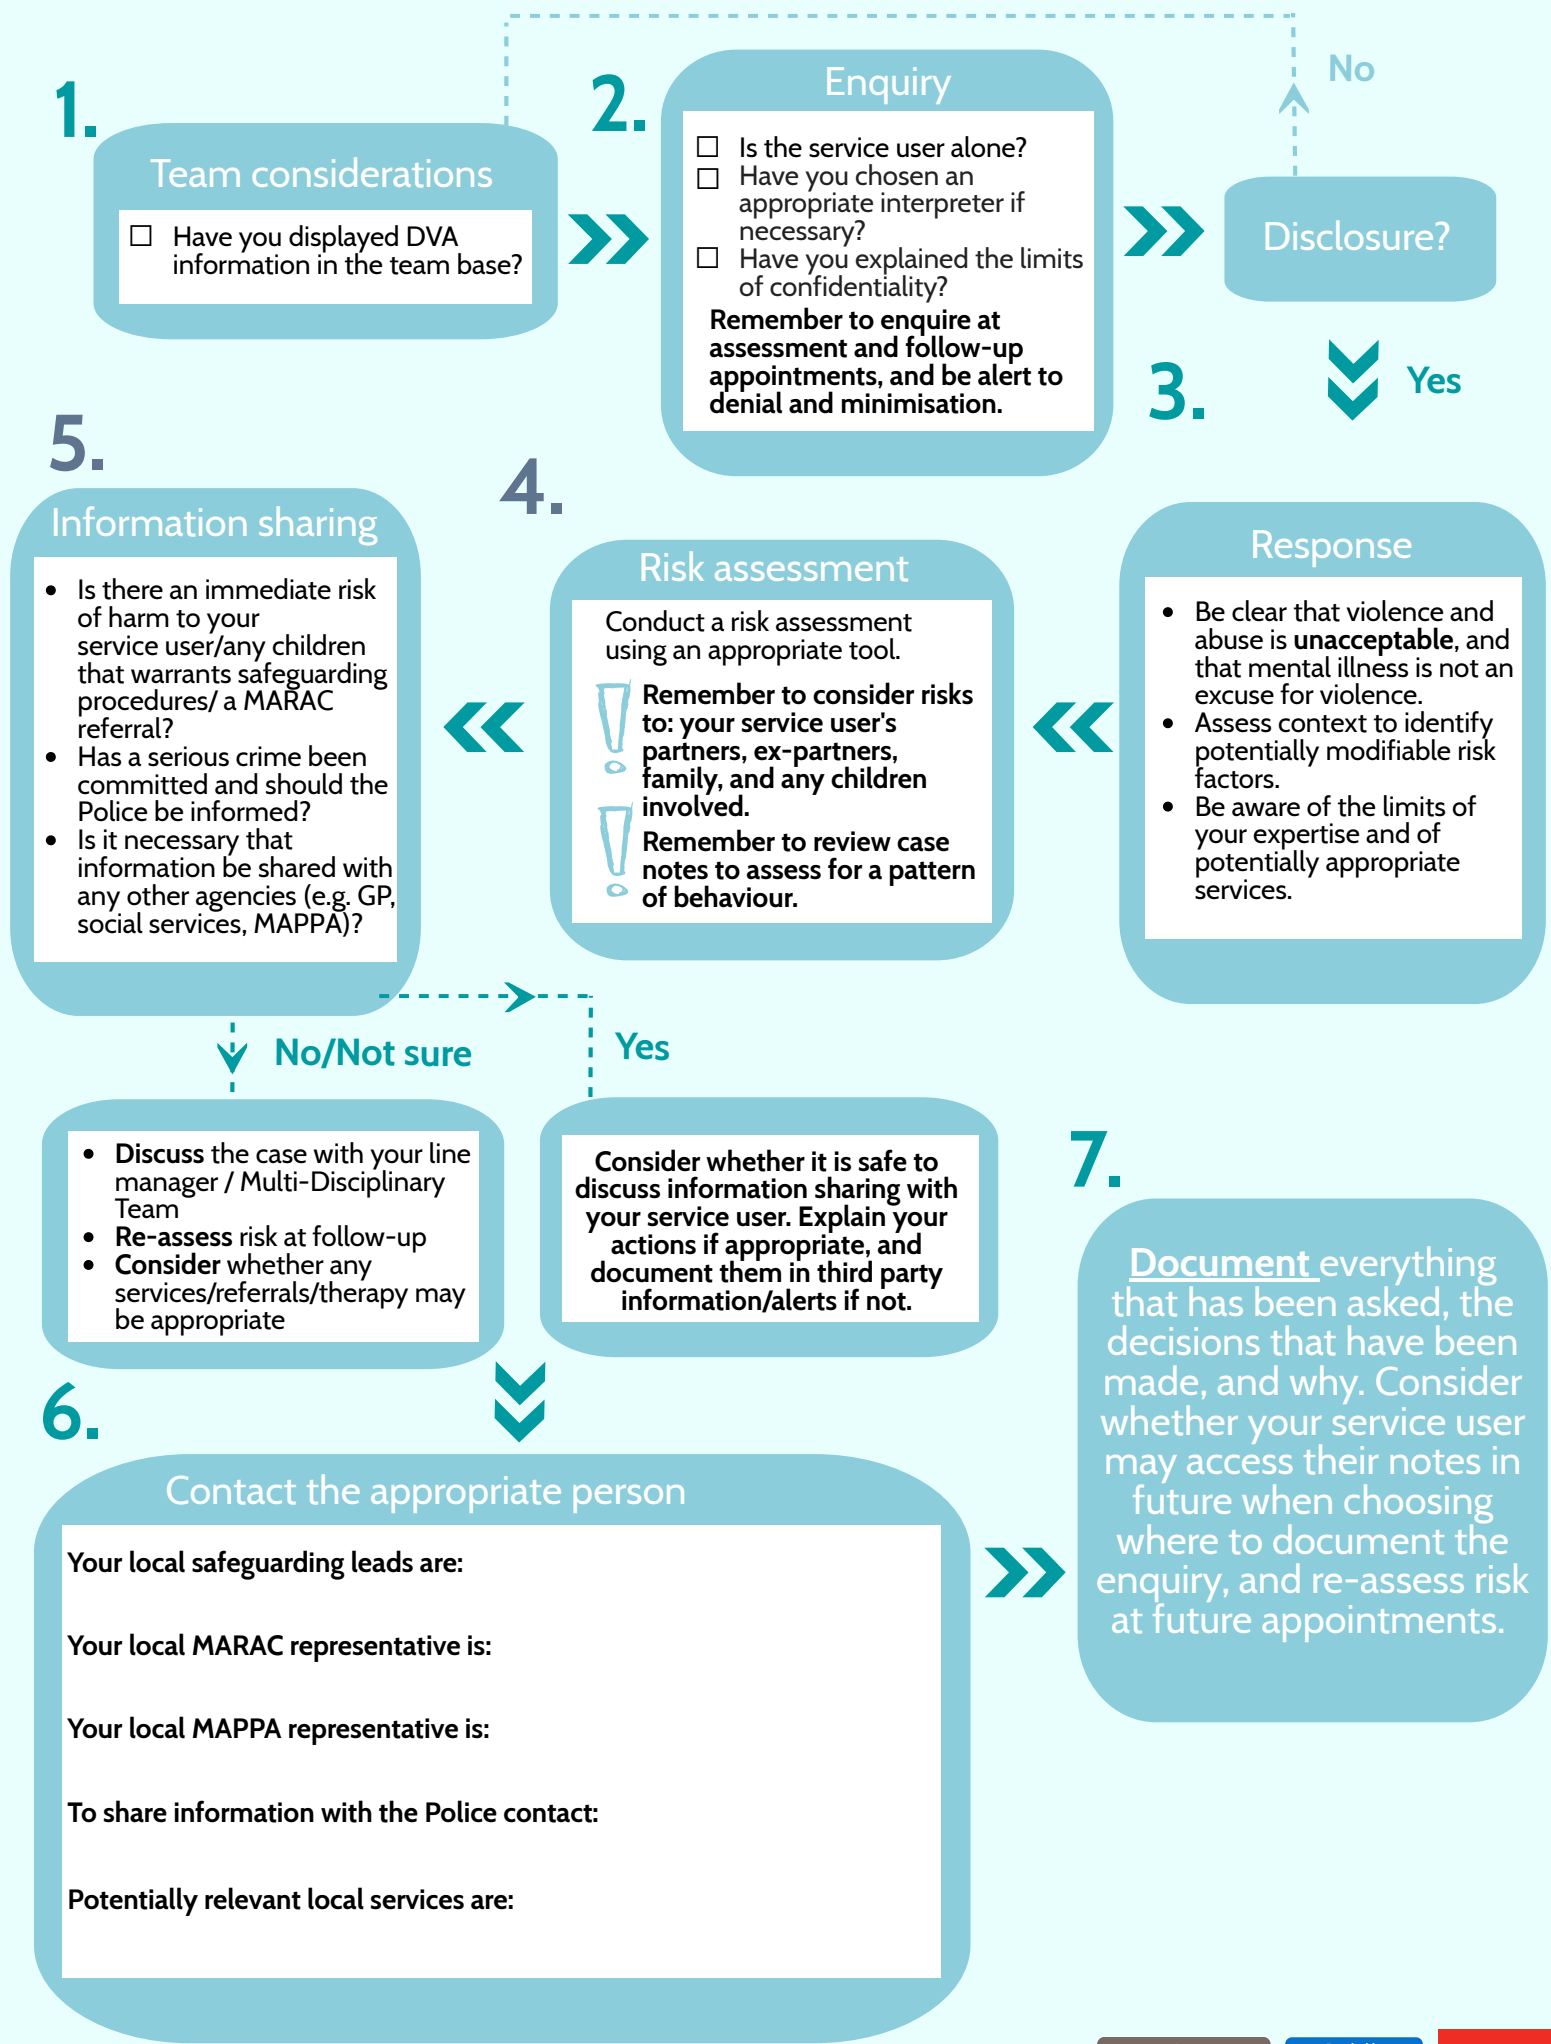 1.
Team considerations
☐ Have you displayed DVA
information in the team base?
2.
Enquiry
☐ Is the service user alone?
☐ Have you chosen an
appropriate interpreter if
necessary?
☐ Have you explained the limits
of confidentiality?
Remember to enquire at
assessment and follow-up
appointments, and be alert to
denial and minimisation.
No
Disclosure?
Yes
3.
Response
• Be clear that violence and
abuse is unacceptable, and
that mental illness is not an
excuse for violence.
• Assess context to identify
potentially modifiable risk
factors.
• Be aware of the limits of
your expertise and of
potentially appropriate
services.
4.
Risk assessment
Conduct a risk assessment
using an appropriate tool.
Remember to consider risks
to: your service user's
partners, ex-partners,
family, and any children
involved.
Remember to review case
notes to assess for a pattern
of behaviour.
5.
Information sharing
• Is there an immediate risk
of harm to your
service user/any children
that warrants safeguarding
procedures/ a MARAC
referral?
• Has a serious crime been
committed and should the
Police be informed?
• Is it necessary that
information be shared with
any other agencies (e.g. GP,
social services, MAPPA)?
No/Not sure
Yes
• Discuss the case with your line
manager / Multi-Disciplinary
Team
• Re-assess risk at follow-up
• Consider whether any
services/referrals/therapy may
be appropriate
Consider whether it is safe to
discuss information sharing with
your service user. Explain your
actions if appropriate, and
document them in third party
information/alerts if not.
6.
Contact the appropriate person
Your local safeguarding leads are:
Your local MARAC representative is:
Your local MAPPA representative is:
To share information with the Police contact:
Potentially relevant local services are:
7.
Document everything
that has been asked, the
decisions that have been
made, and why. Consider
whether your service user
may access their notes in
future when choosing
where to document the
enquiry, and re-assess risk
at future appointments.